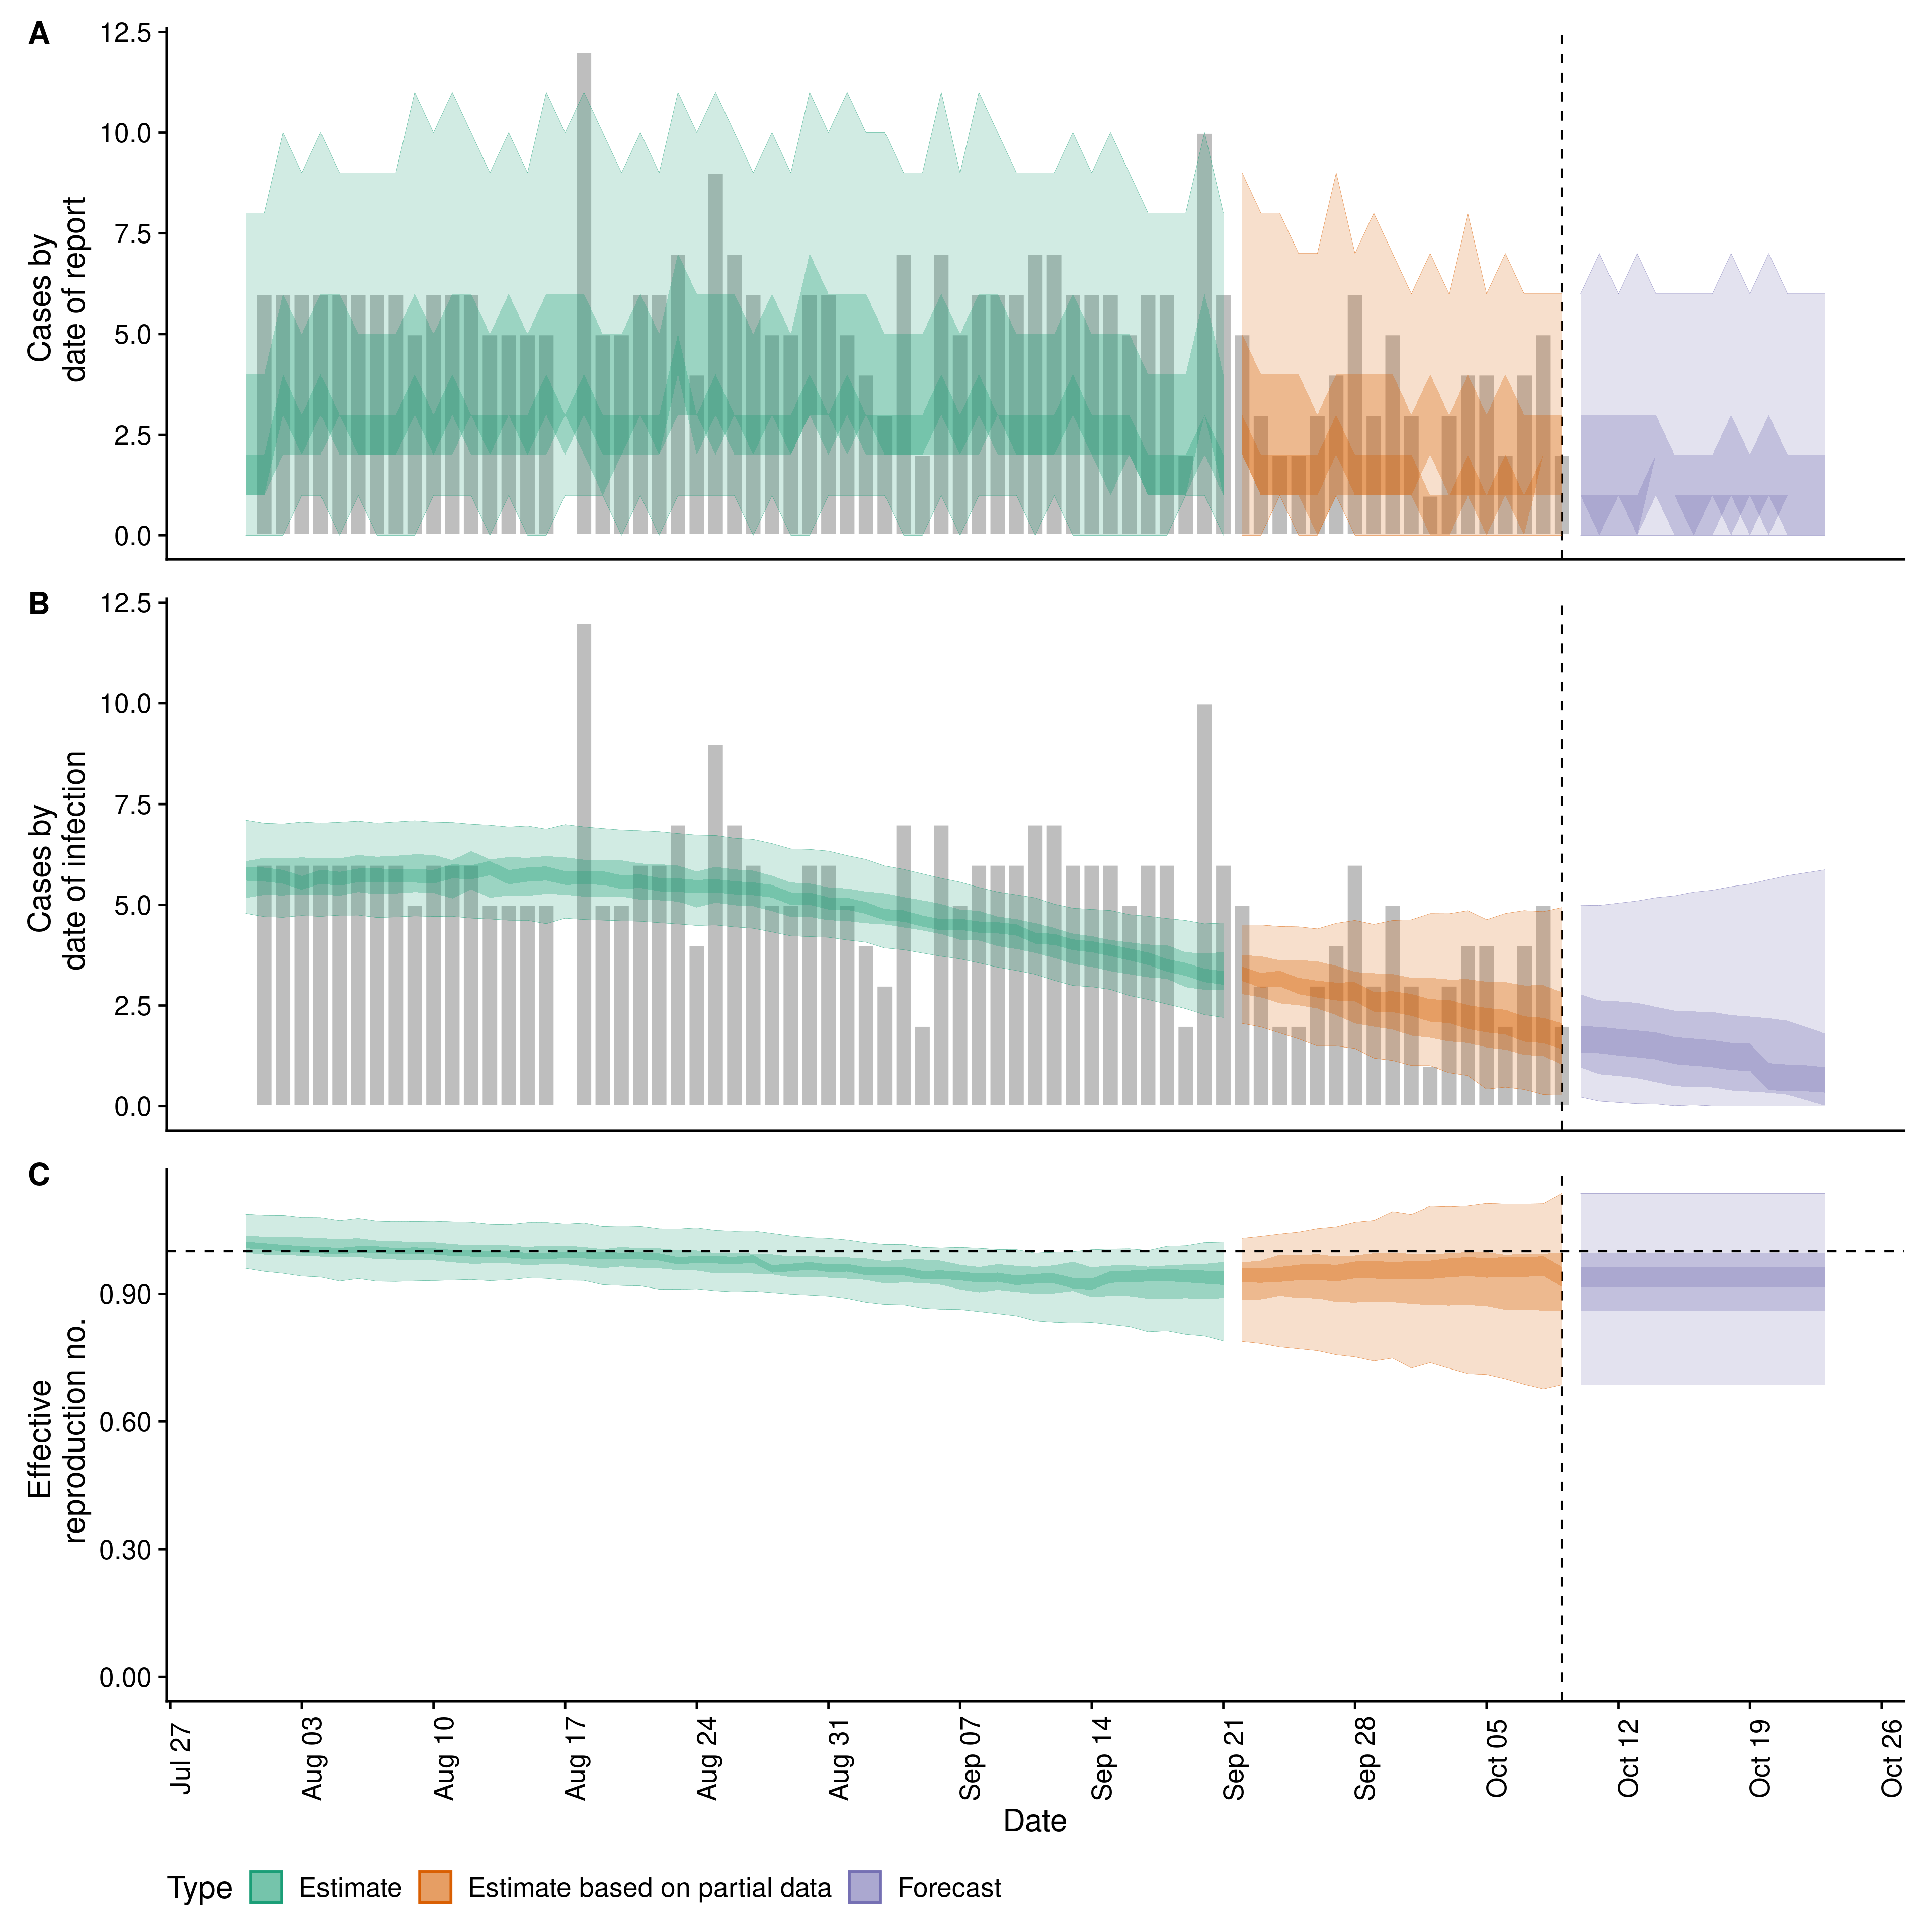 A
12.5
10.0
7.5
5.0
2.5
0.0
Cases by
date of report
B
12.5
10.0
7.5
5.0
2.5
0.0
Cases by
date of infection
C
0.90
0.60
0.30
0.00
Effective
reproduction no.
Jul 27
Aug 03
Aug 10
Aug 17
Aug 24
Aug 31
Sep 07
Sep 14
Sep 21
Sep 28
Oct 05
Oct 12
Oct 19
Oct 26
Date
Type Estimate Estimate based on partial data Forecast